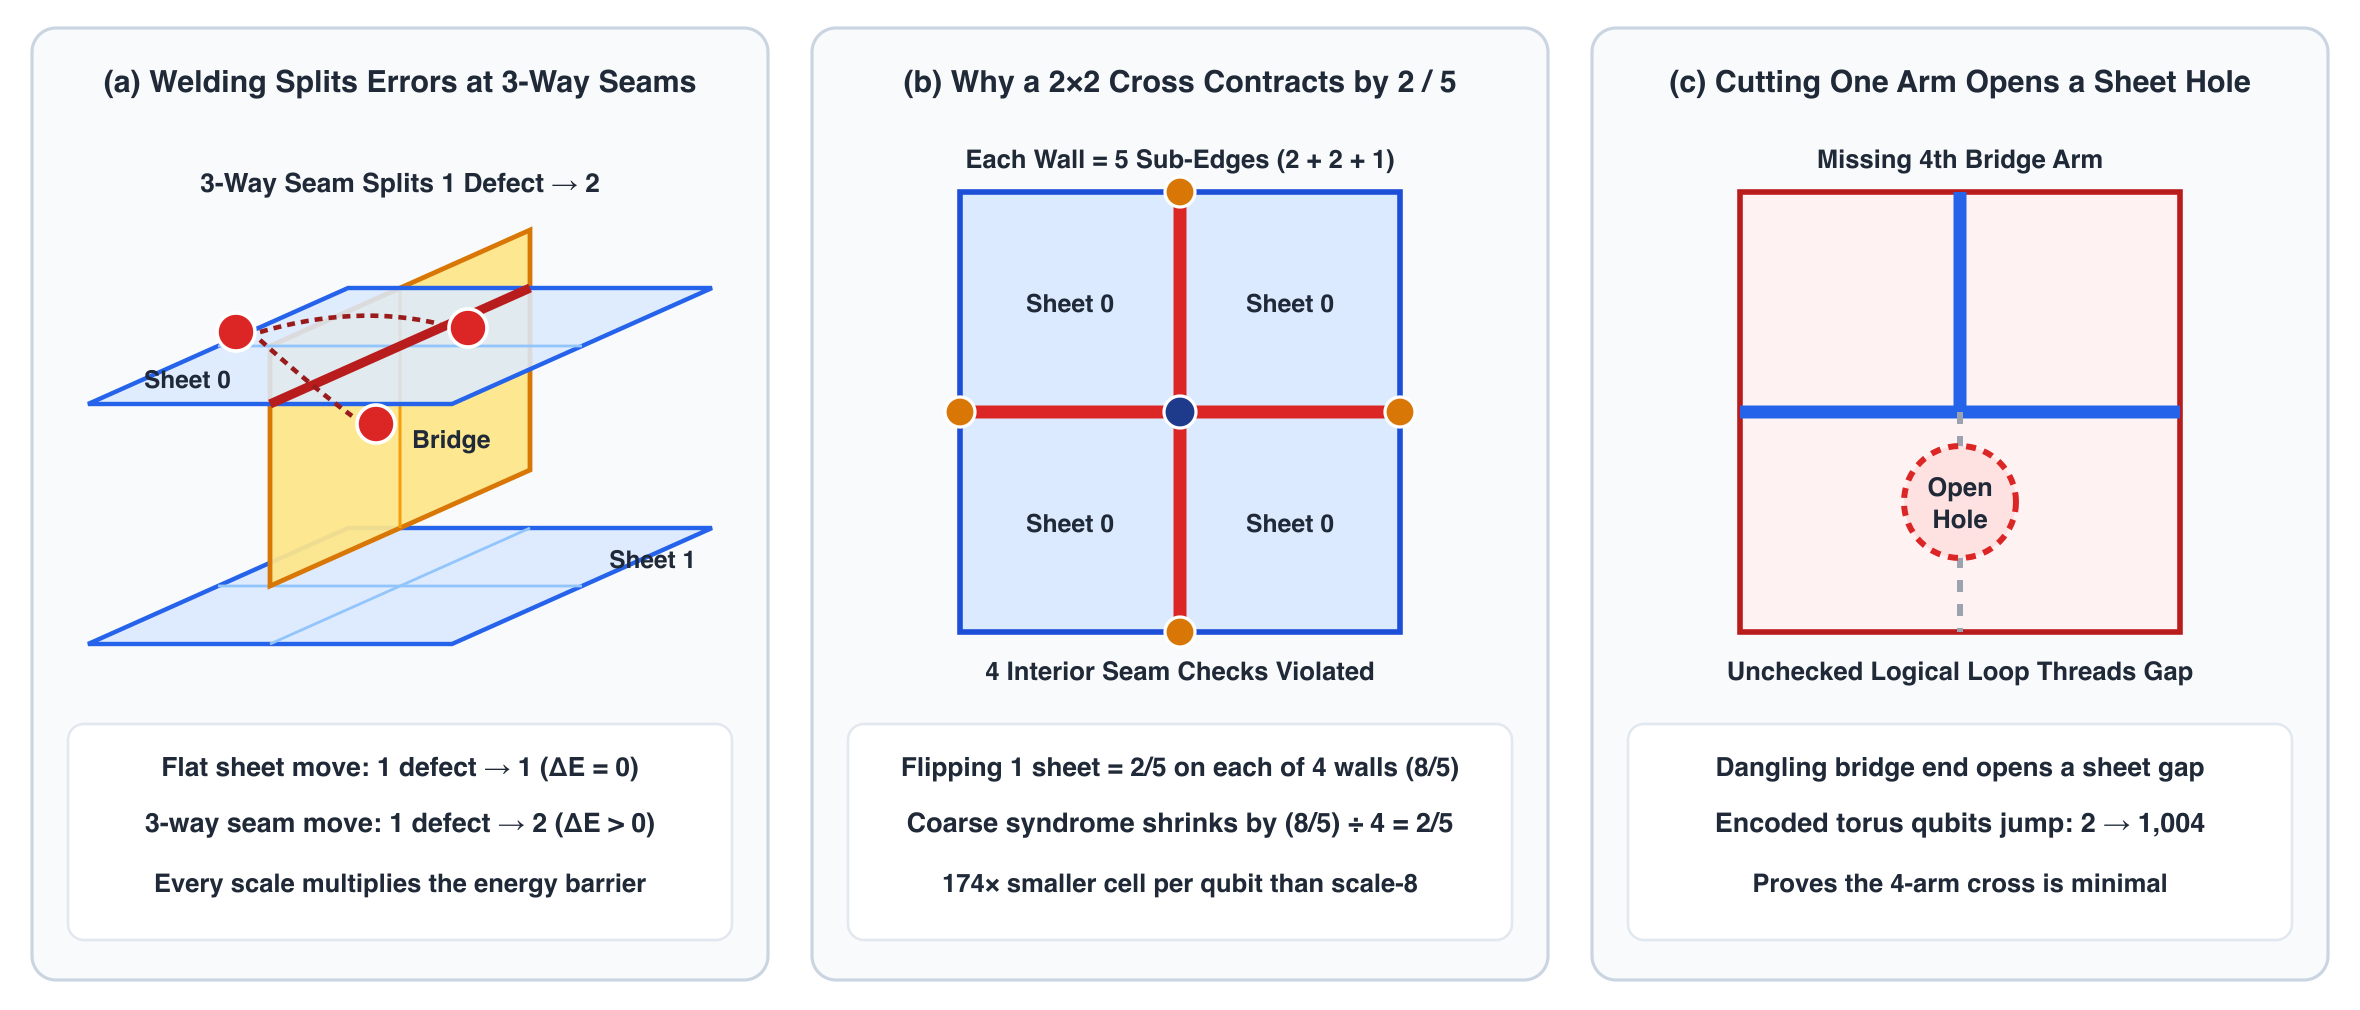 (a) Welding Splits Errors at 3-Way Seams
3-Way Seam Splits 1 Defect → 2
Sheet 0
Bridge
Sheet 1
Flat sheet move: 1 defect → 1 (ΔE = 0)
3-way seam move: 1 defect → 2 (ΔE > 0)
Every scale multiplies the energy barrier
(b) Why a 2×2 Cross Contracts by 2 / 5
Each Wall = 5 Sub-Edges (2 + 2 + 1)
Sheet 0
Sheet 0
Sheet 0
Sheet 0
4 Interior Seam Checks Violated
Flipping 1 sheet = 2/5 on each of 4 walls (8/5)
Coarse syndrome shrinks by (8/5) ÷ 4 = 2/5
174× smaller cell per qubit than scale-8
(c) Cutting One Arm Opens a Sheet Hole
Missing 4th Bridge Arm
Open
Hole
Unchecked Logical Loop Threads Gap
Dangling bridge end opens a sheet gap
Encoded torus qubits jump: 2 → 1,004
Proves the 4-arm cross is minimal